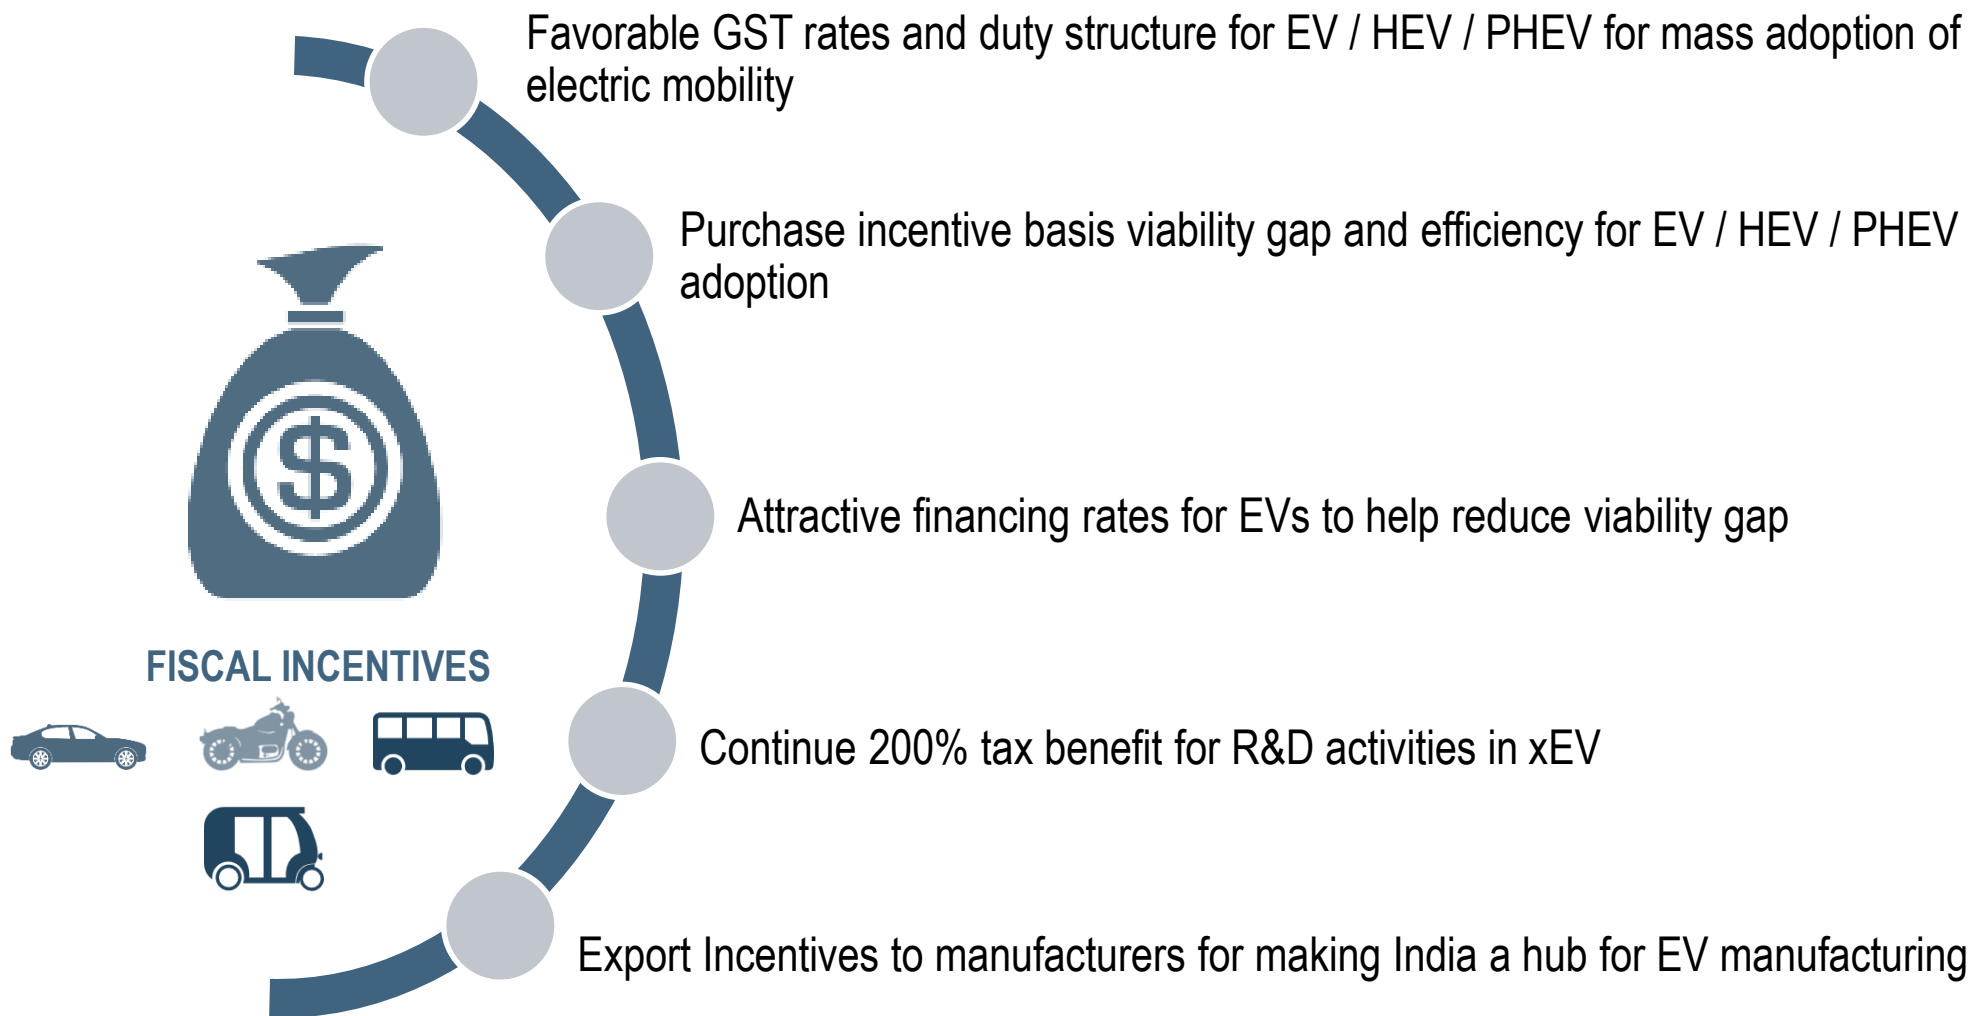 Favorable GST rates and duty structure for EV / HEV / PHEV for mass adoption of
electric mobility
Purchase incentive basis viability gap and efficiency for EV / HEV / PHEV
adoption
$
Attractive financing rates for EVs to help reduce viability gap
FISCAL INCENTIVES
Continue 200% tax benefit for R&D activities in xEV
Export Incentives to manufacturers for making India a hub for EV manufacturing